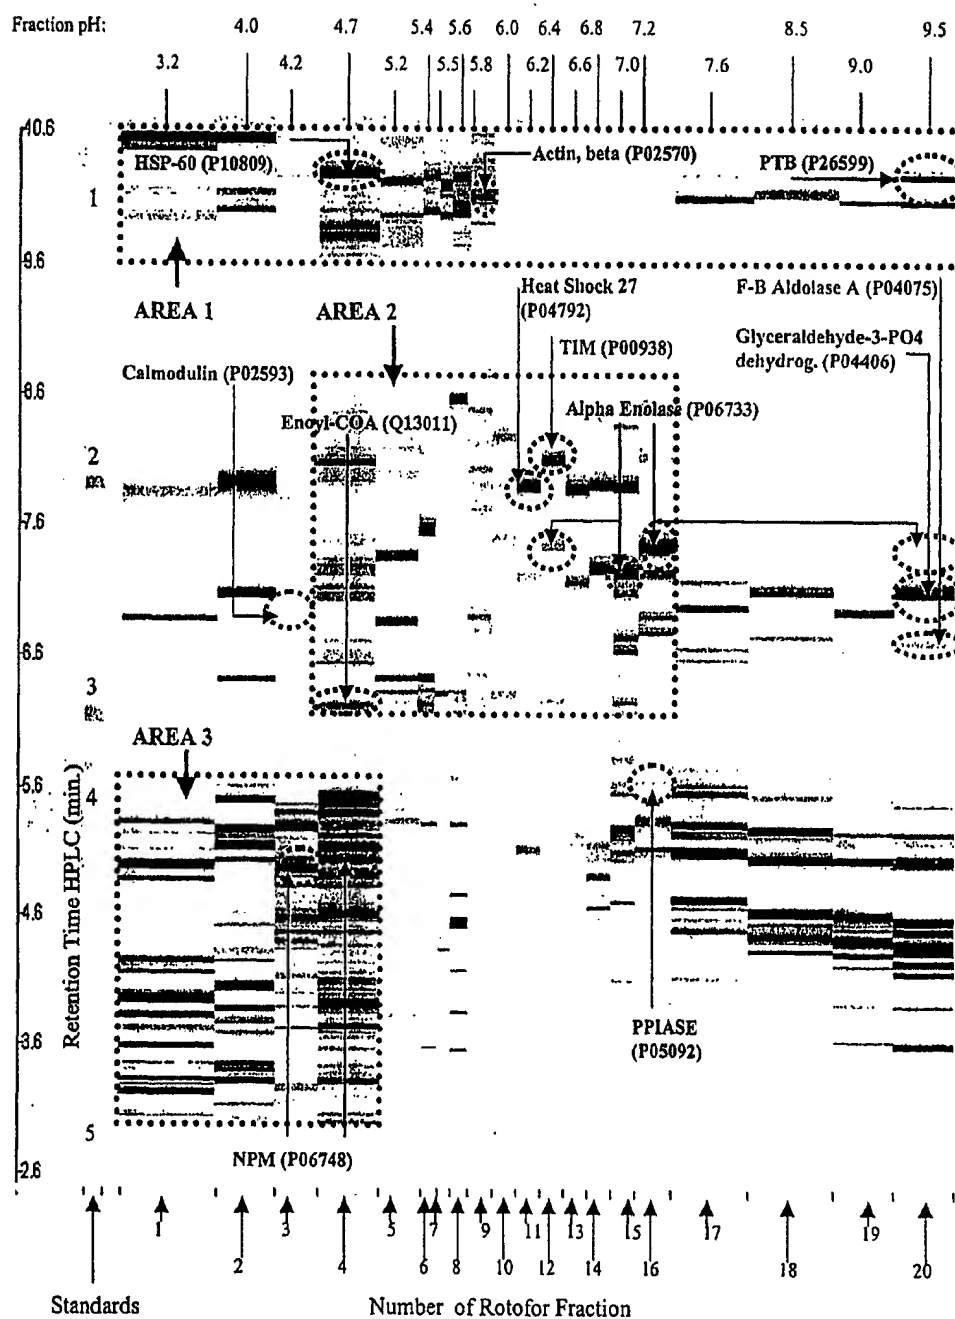 Fraction pH:
4.0 4.7 5.4 5.6 6.0 6.4 6.8 7.2 8.5 9.5
3.2 4.2 5.2 5.5 5.8 6.2 6.6 7.0 7.6 9.0
10.6
HSP-60 (P10809)
Actin, beta (P02570)
PTB (P26599)
1
9.6
AREA 1
AREA 2
Heat Shock 27
(P04792)
F-B Aldolase A (P04075)
TIM (P00938)
Glyceraldehyde-3-PO4
dehydrog. (P04406)
Calmodulin (P02593)
8.6
Enoyl-COA (Q13011)
Alpha Enolase (P06733)
2
7.6
6.6
3
AREA 3
5.6
4
4.6
Retention Time HPLC (min.)
3.6
PPIASE
(P05092)
5
NPM (P06748)
2.6
1 3 5 7 9 11 13 15 17 19
2 4 6 8 10 12 14 16 18 20
Standards
Number of Rotofor Fraction